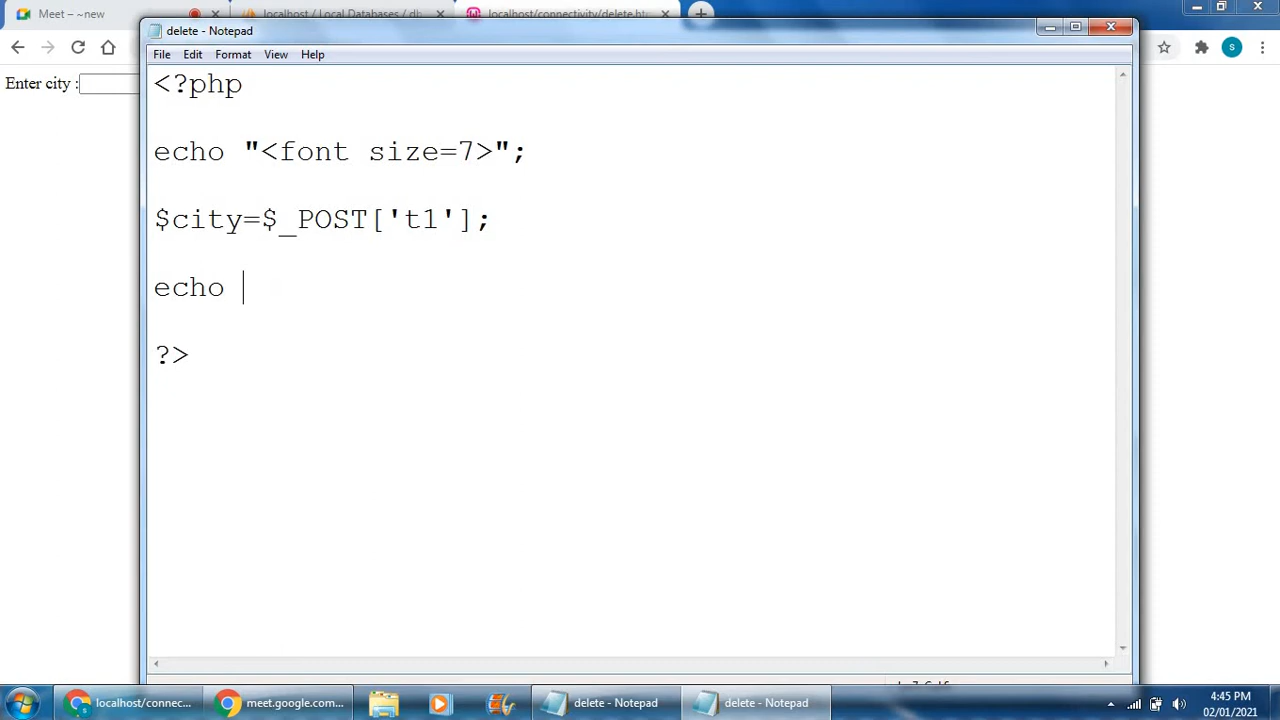 Meet – ~new
localhost / Local Databases / db
localhost/connectivity/delete.ht
delete - Notepad
File Edit Format View Help
Enter city :
<?php
echo "<font size=7>";
$city=$_POST['t1'];
echo
?>
localhost/connec...
meet.google.com...
delete - Notepad
delete - Notepad
4:45 PM
02/01/2021
S